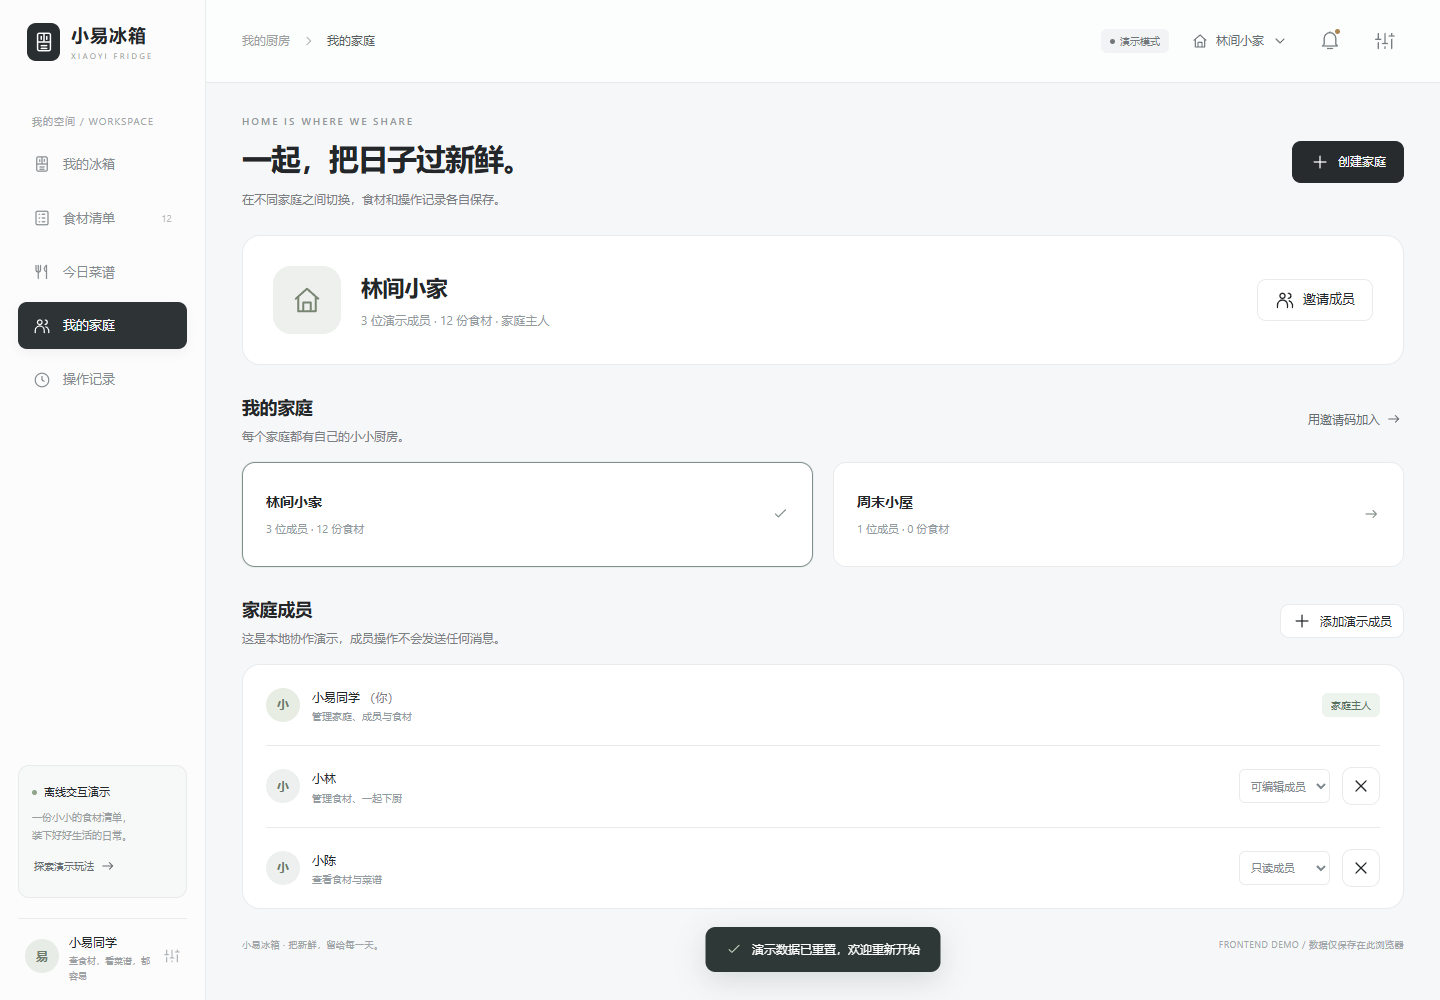 小易冰箱
XIAOYI FRIDGE
我的空间 / WORKSPACE
我的冰箱
食材清单 12
今日菜谱
我的家庭
操作记录
离线交互演示
一份小小的食材清单，
装下好好生活的日常。
探索演示玩法
易
小易同学
查食材、看菜谱，都
容易
我的厨房 我的家庭
演示模式
林间小家
HOME IS WHERE WE SHARE
一起，把日子过新鲜。
在不同家庭之间切换，食材和操作记录各自保存。
创建家庭
林间小家
3 位演示成员 · 12 份食材 · 家庭主人
邀请成员
我的家庭
每个家庭都有自己的小小厨房。
用邀请码加入
林间小家
3 位成员 · 12 份食材
周末小屋
1 位成员 · 0 份食材
家庭成员
这是本地协作演示，成员操作不会发送任何消息。
添加演示成员
小
小易同学 （你）
管理家庭、成员与食材
家庭主人
小
小林
管理食材、一起下厨
可编辑成员
小
小陈
查看食材与菜谱
只读成员
小易冰箱 · 把新鲜，留给每一天。
演示数据已重置，欢迎重新开始
FRONTEND DEMO / 数据仅保存在此浏览器